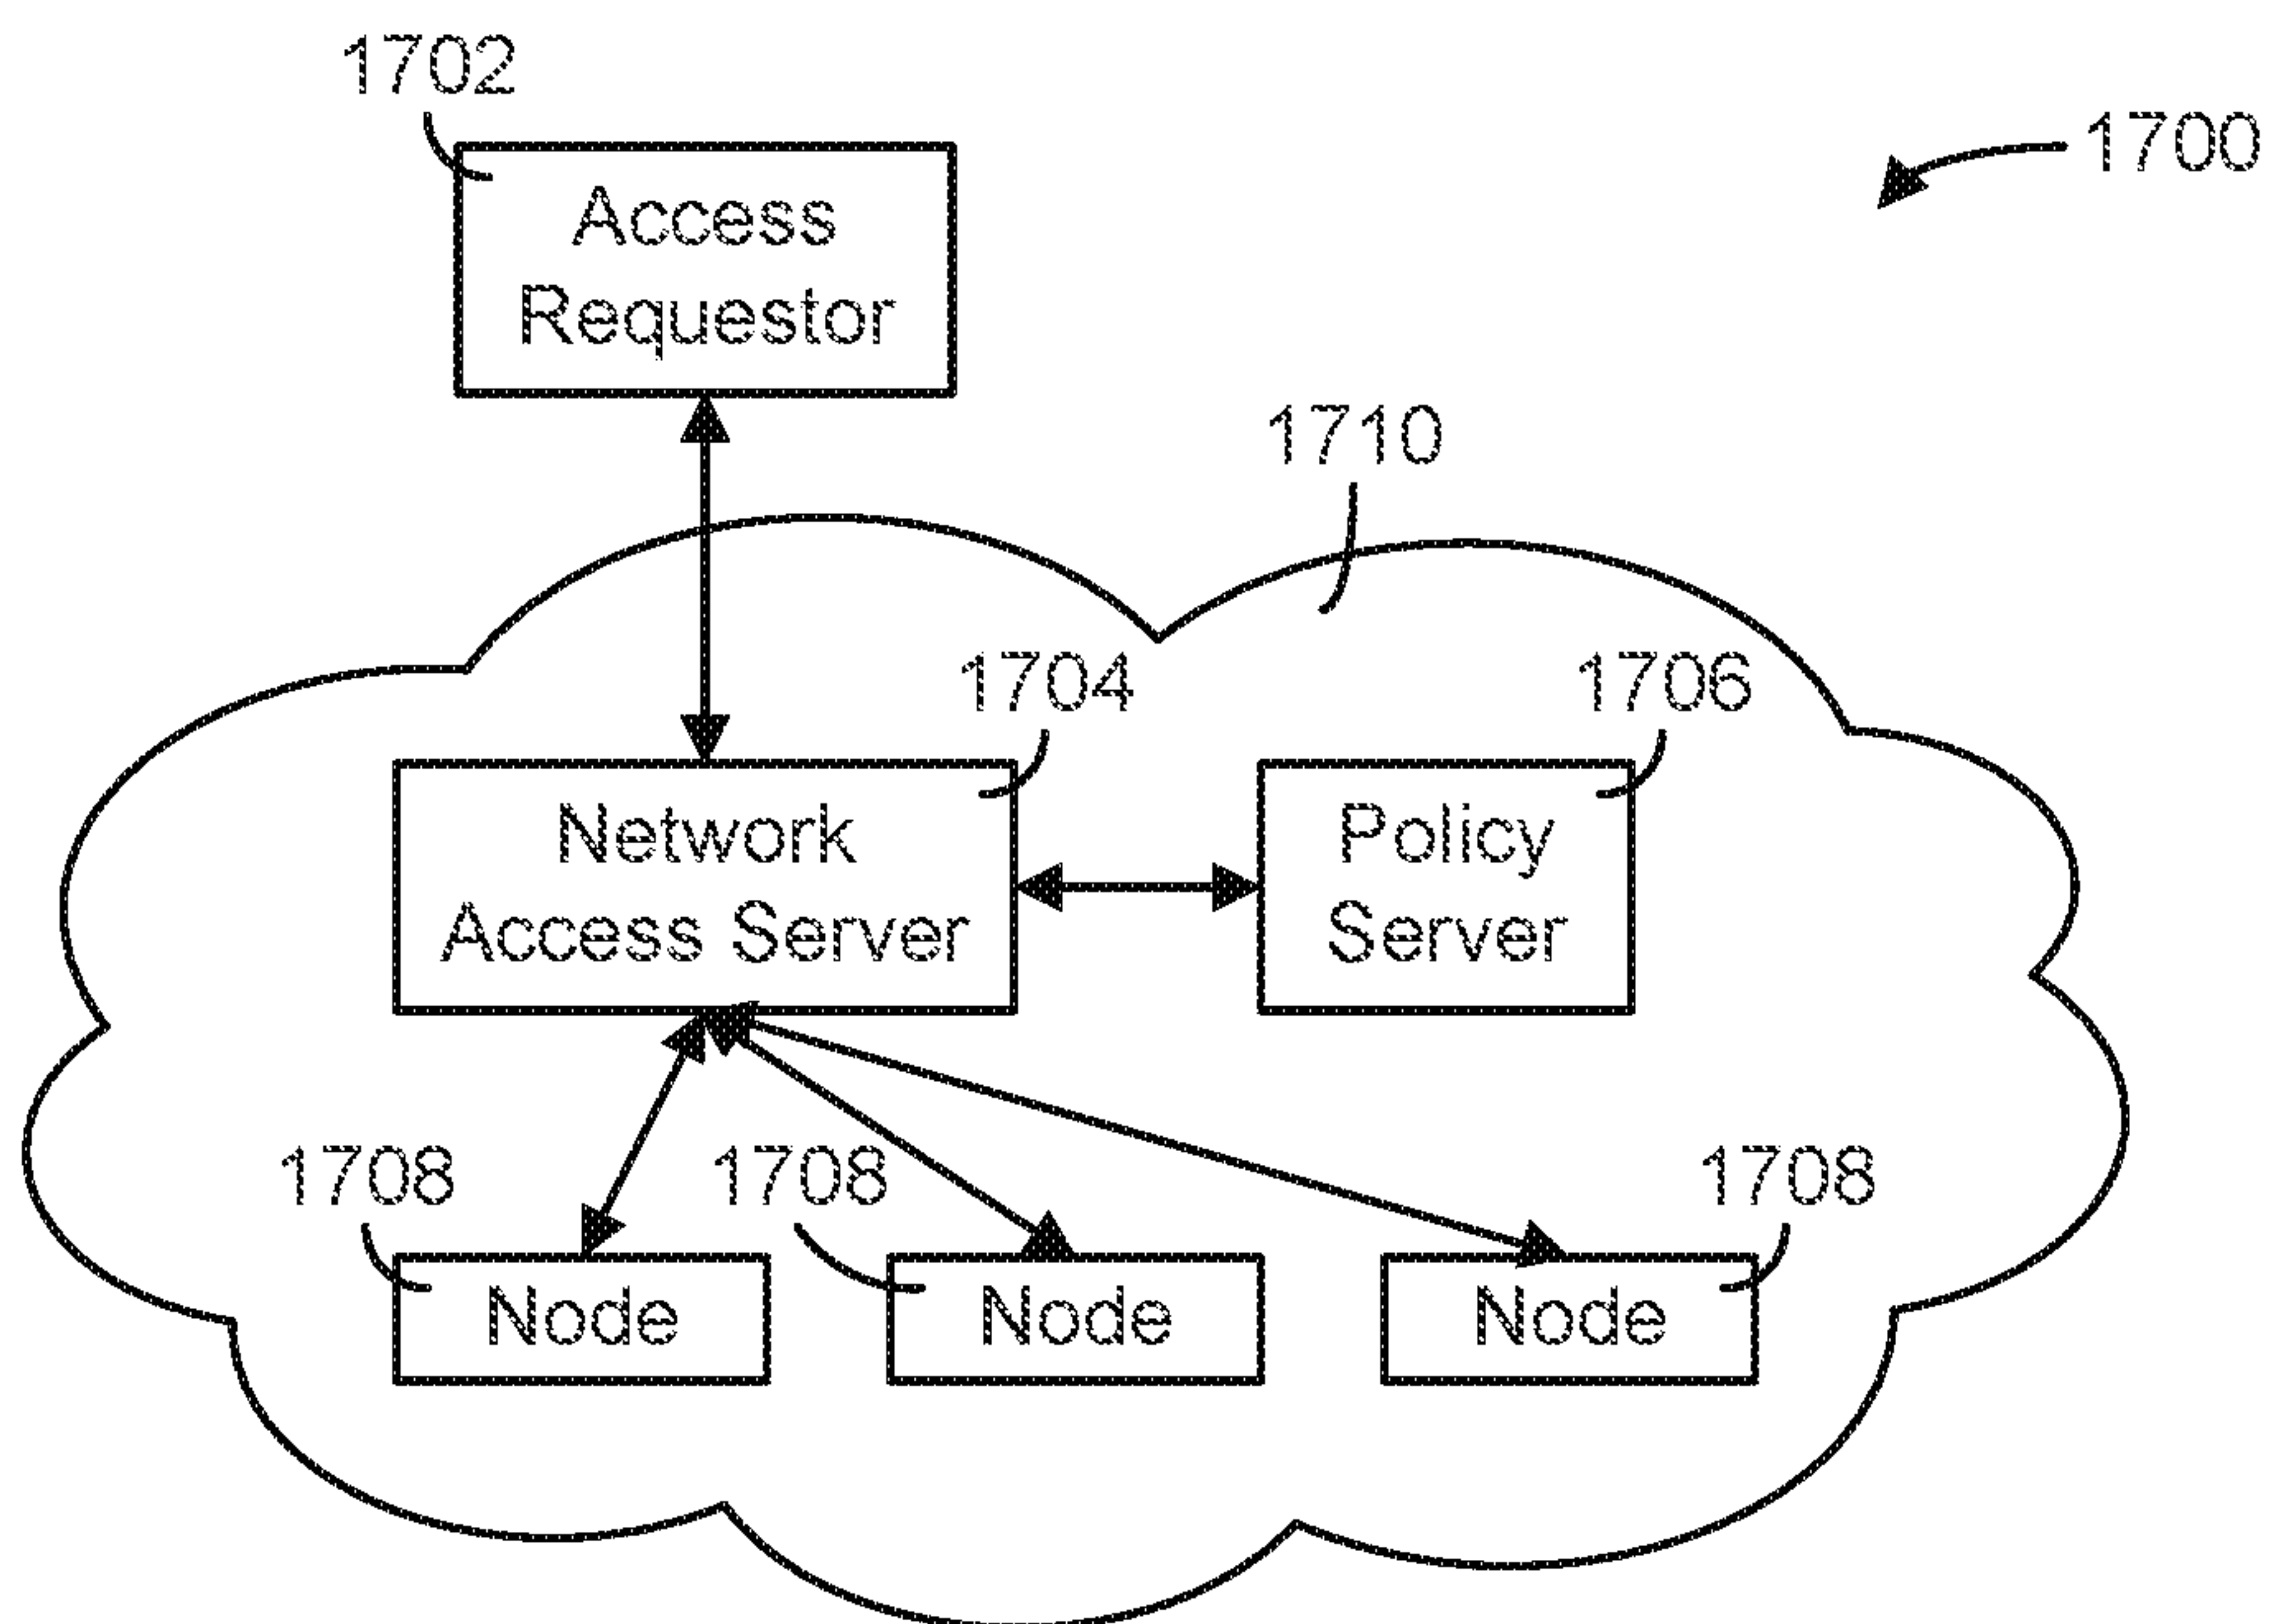 1702
1700
Access
Requestor
1710
1704
1706
Network
Access Server
Policy
Server
1708
1708
1708
Node
Node
Node